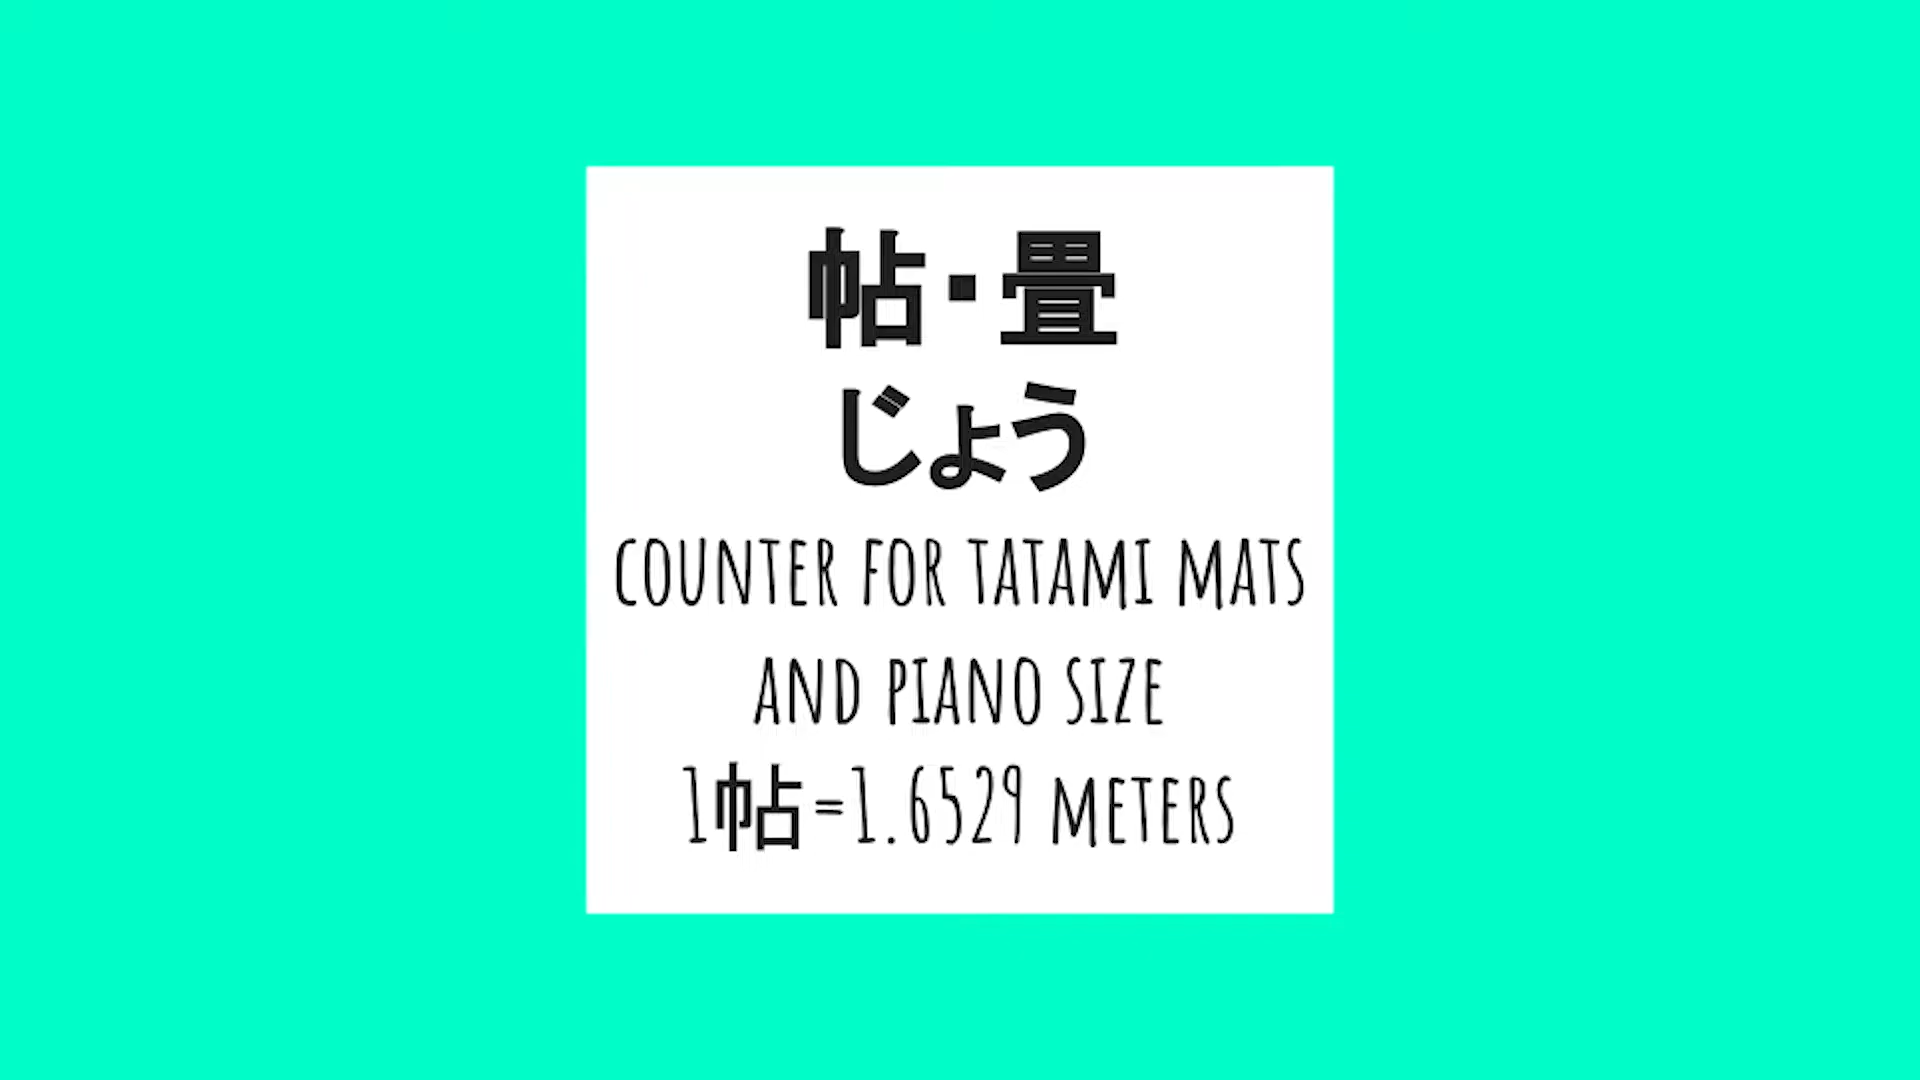 帖・畳
じょう
COUNTER FOR TATAMI MATS
AND PIANO SIZE
1帖=1.6529 METERS